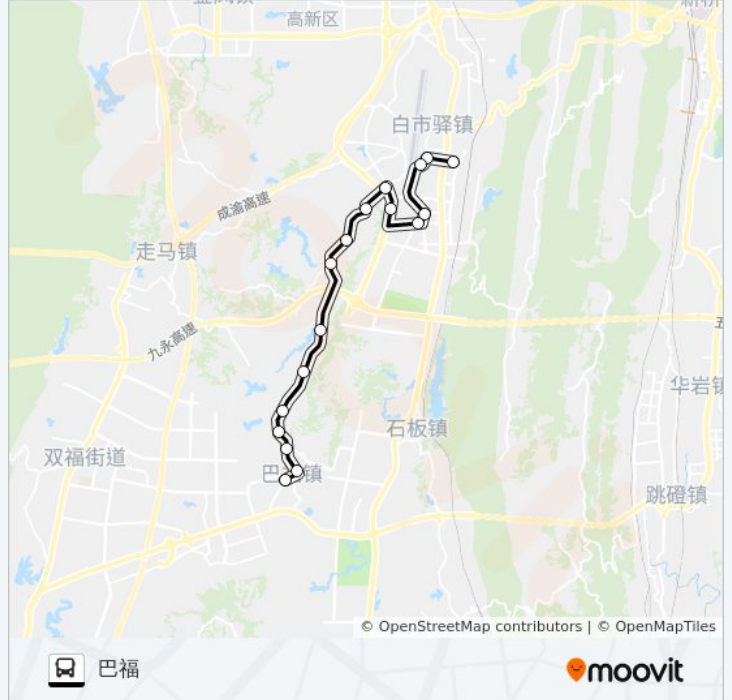 高新区
白市驿镇
成渝高速
走马镇
九永高速
五
华岩镇
石板镇
双福街道
巴 镇
跳磴镇
© OpenStreetMap contributors | © OpenMapTiles
巴福
moovit